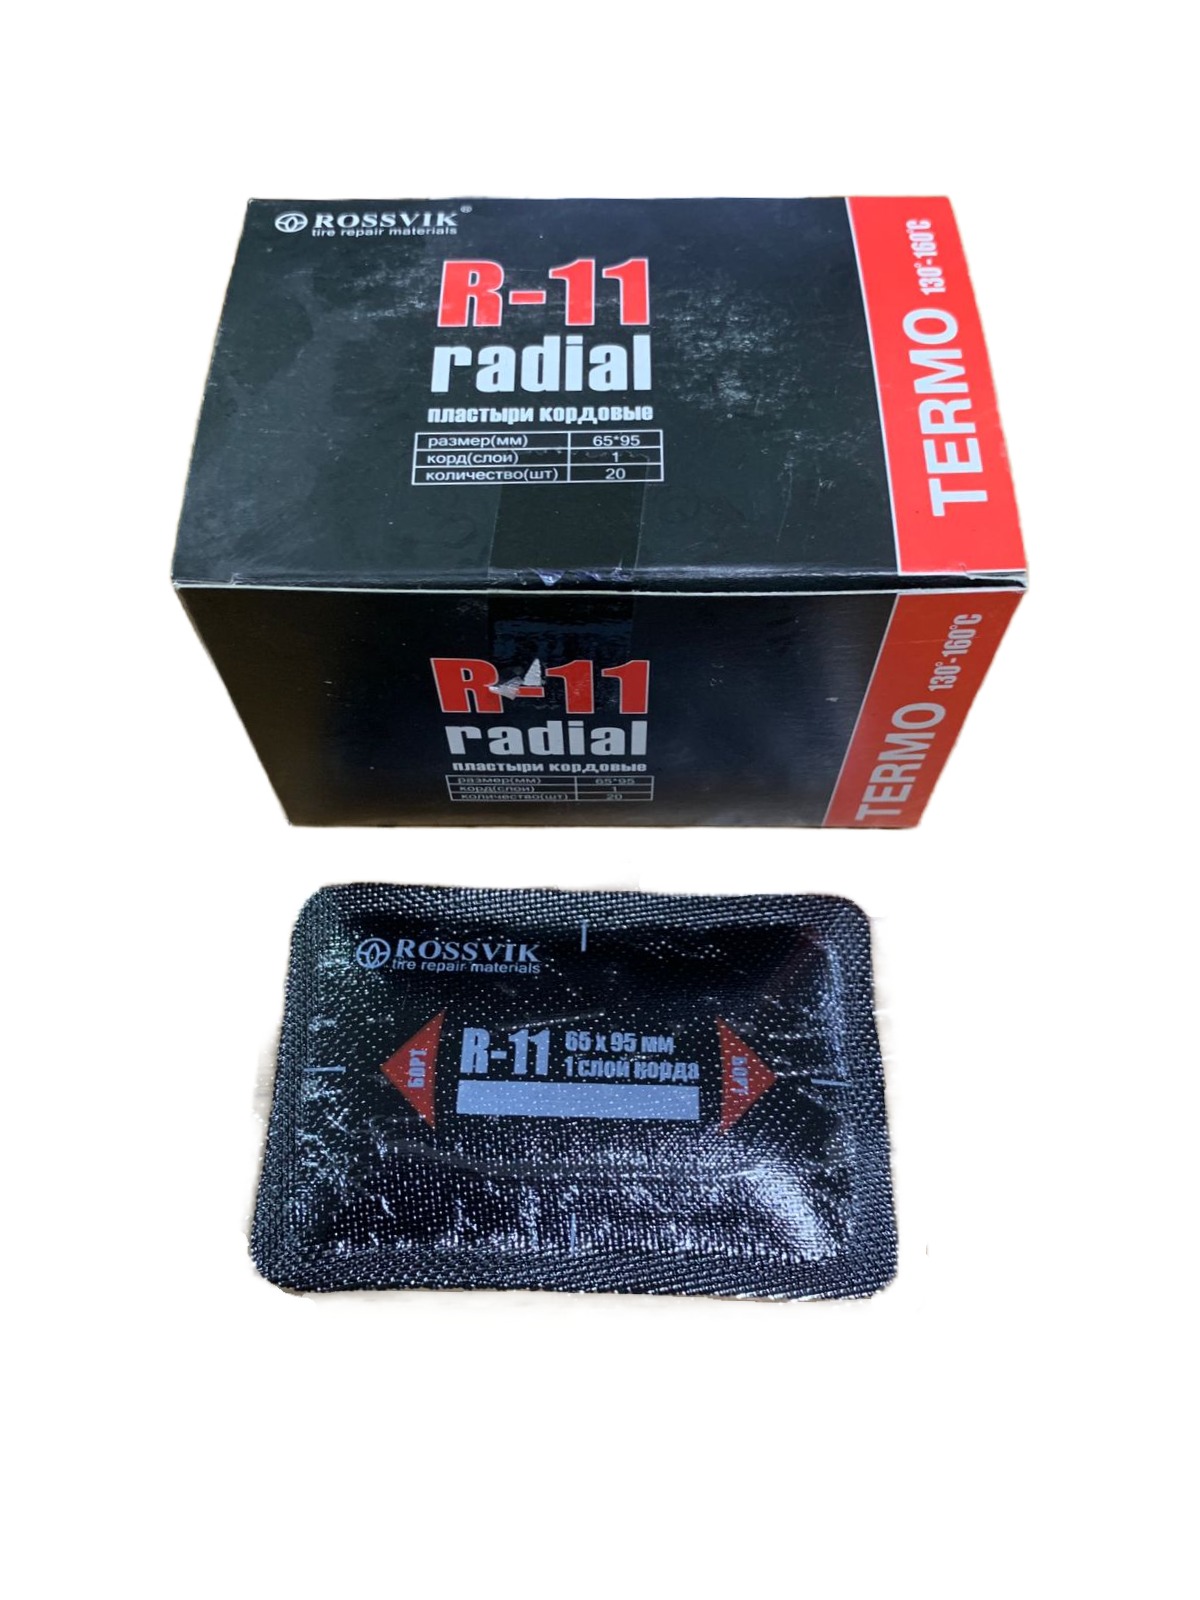 ROSSVIK®
tire repair materials
R-11
radial
пластыри кордовые
размер(мм) 65*95
корд(слои) 1
количество(шт) 20
TERMO 130°-160°C
R-11
radial
пластыри кордовые
размер(мм) 65*95
корд(слои) 1
количество(шт) 20
TERMO 130°-160°C
ROSSVIK
tire repair materials
R-11 65 x 95 мм
1 слой корда
БОРТ
БОРТ